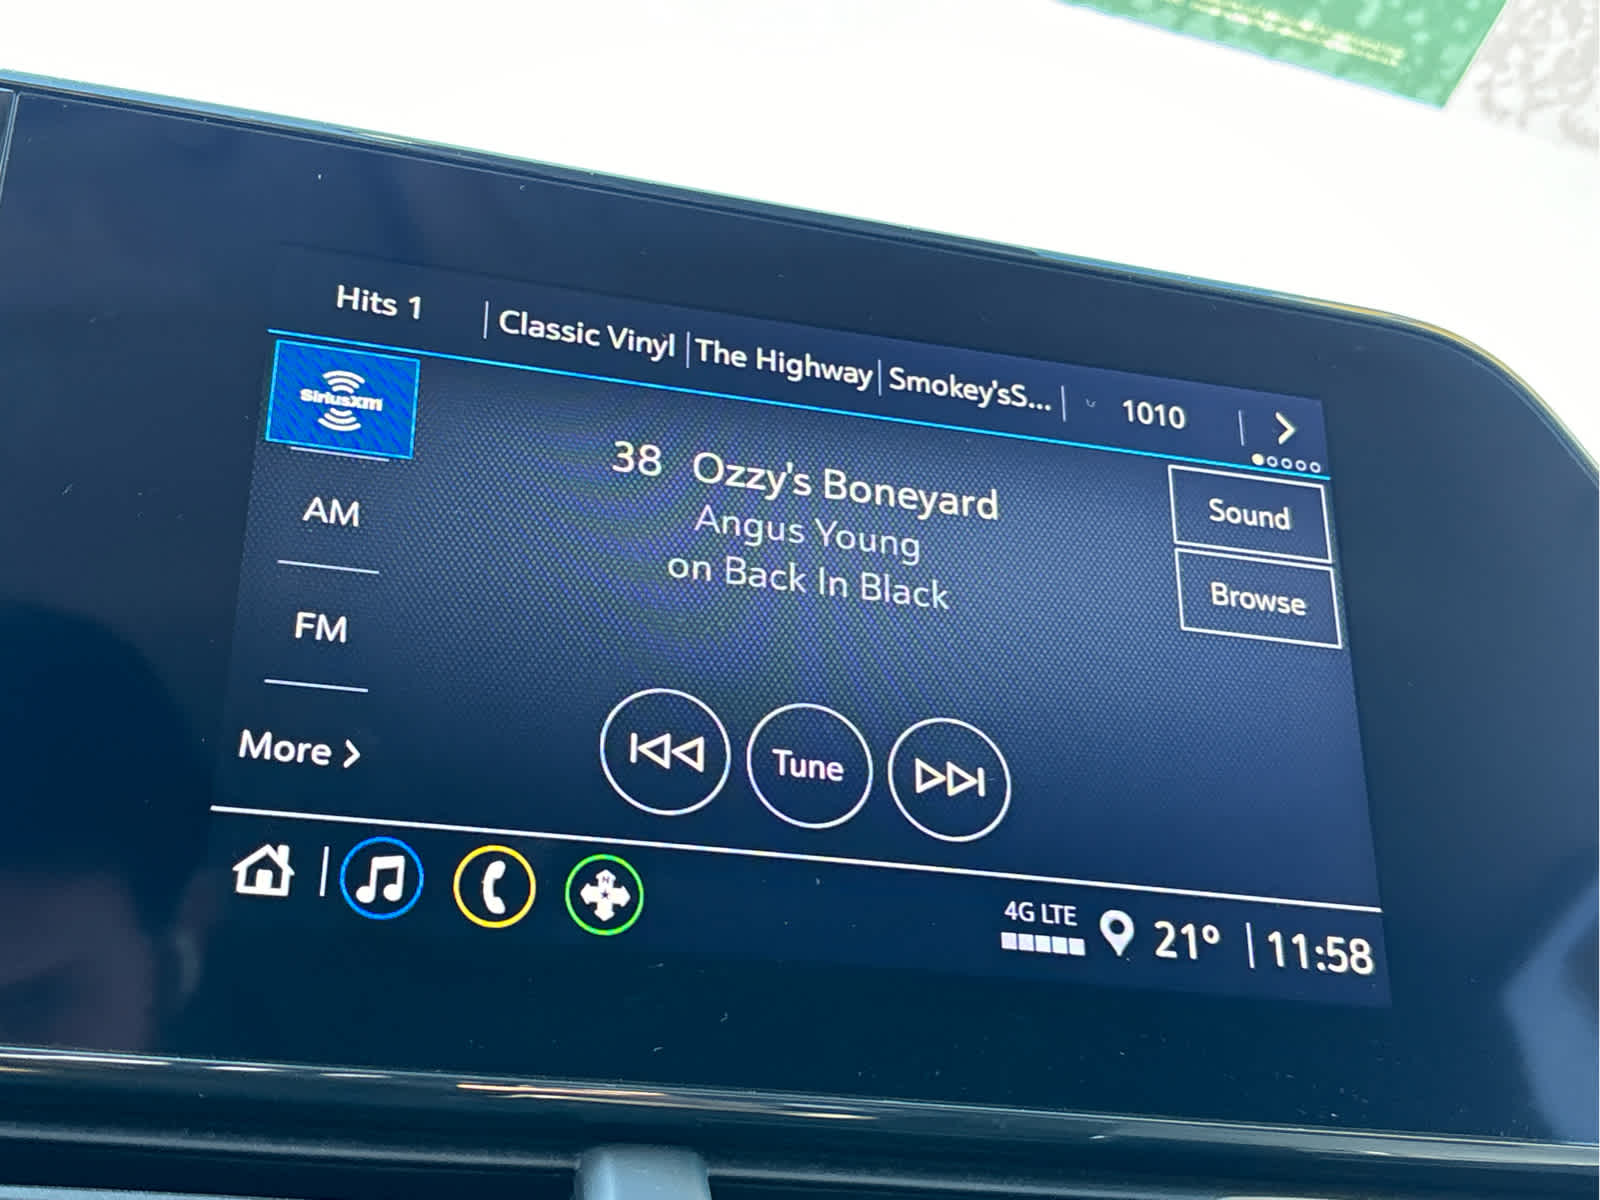 Hits 1 | Classic Vinyl | The Highway | Smokey'sS... | 1010
SiriusXM
AM
FM
More
38 Ozzy's Boneyard
Angus Young
on Back In Black
Sound
Browse
Tune
N
4G LTE
21° | 11:58